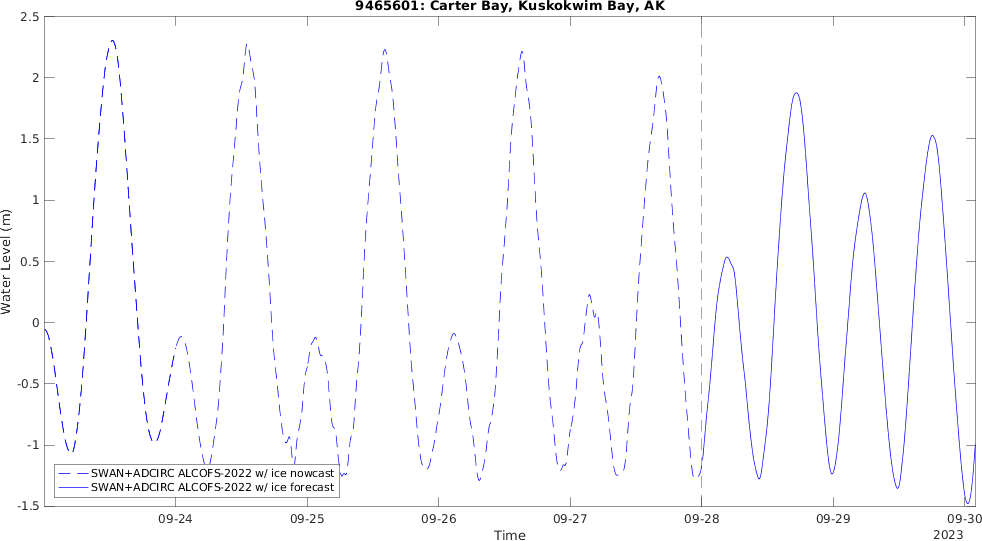 9465601: Carter Bay, Kuskokwim Bay, AK
2.5
2
1.5
1
0.5
0
-0.5
-1
-1.5
Water Level (m)
SWAN+ADCIRC ALCOFS-2022 w/ ice nowcast
SWAN+ADCIRC ALCOFS-2022 w/ ice forecast
09-24 09-25 09-26 09-27 09-28 09-29 09-30
Time
2023